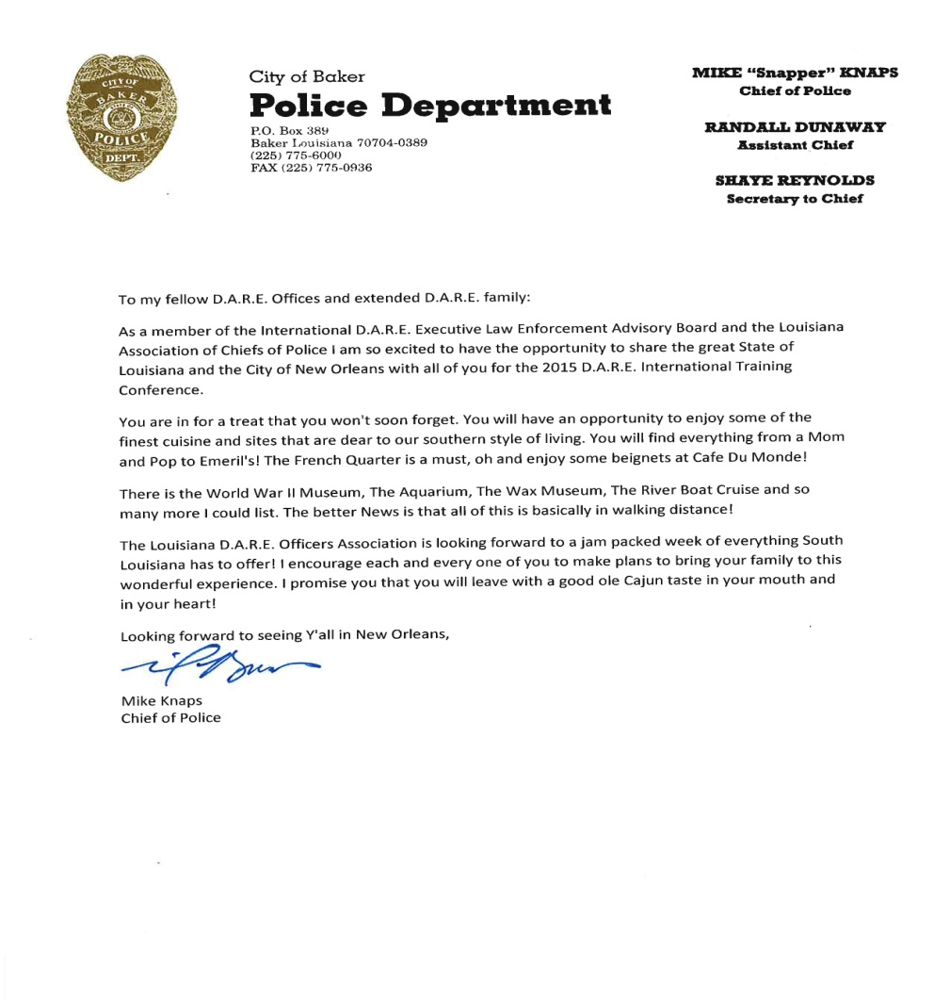 CITY OF
BAKER
POLICE
DEPT.
City of Baker
Police Department
P.O. Box 389
Baker Louisiana 70704-0389
(225) 775-6000
FAX (225) 775-0936
MIKE “Snapper” KNAPS
Chief of Police
RANDALL DUNAWAY
Assistant Chief
SHAYE REYNOLDS
Secretary to Chief
To my fellow D.A.R.E. Offices and extended D.A.R.E. family:
As a member of the International D.A.R.E. Executive Law Enforcement Advisory Board and the Louisiana
Association of Chiefs of Police I am so excited to have the opportunity to share the great State of
Louisiana and the City of New Orleans with all of you for the 2015 D.A.R.E. International Training
Conference.
You are in for a treat that you won't soon forget. You will have an opportunity to enjoy some of the
finest cuisine and sites that are dear to our southern style of living. You will find everything from a Mom
and Pop to Emeril's! The French Quarter is a must, oh and enjoy some beignets at Cafe Du Monde!
There is the World War II Museum, The Aquarium, The Wax Museum, The River Boat Cruise and so
many more I could list. The better News is that all of this is basically in walking distance!
The Louisiana D.A.R.E. Officers Association is looking forward to a jam packed week of everything South
Louisiana has to offer! I encourage each and every one of you to make plans to bring your family to this
wonderful experience. I promise you that you will leave with a good ole Cajun taste in your mouth and
in your heart!
Looking forward to seeing Y'all in New Orleans,
Mike Knaps
Chief of Police